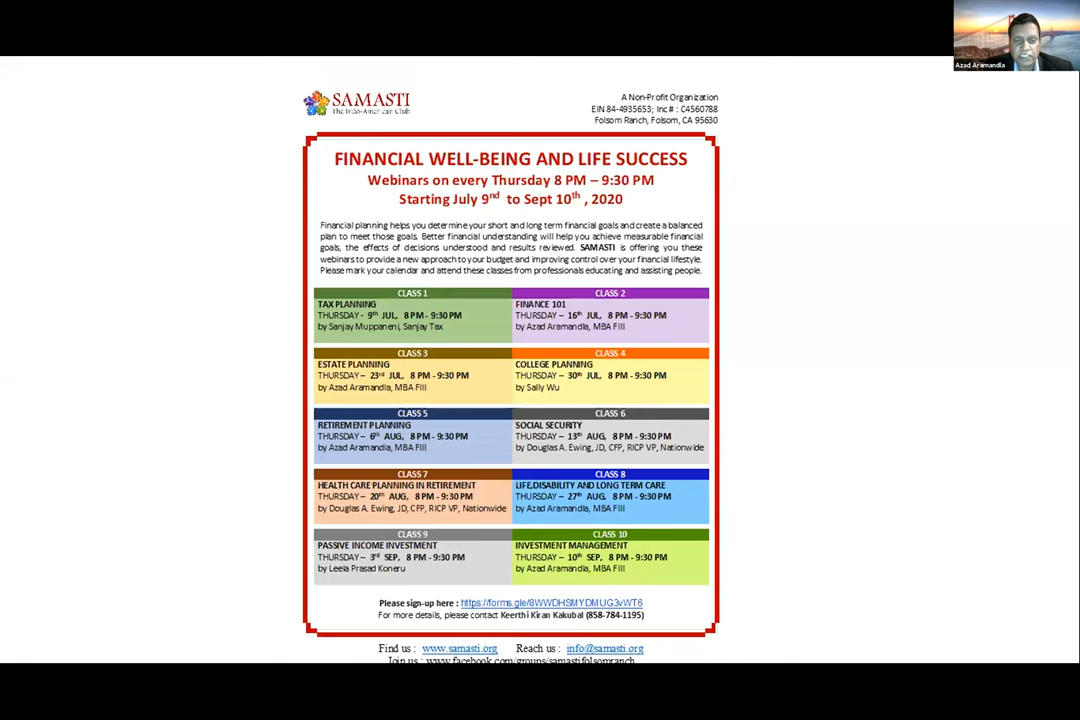 Azad Aramandla
SAMASTI
The Indo-American Club
A Non-Profit Organization
EIN 84-4935653; Inc# : C4560788
Folsom Ranch, Folsom, CA 95630
FINANCIAL WELL-BEING AND LIFE SUCCESS
Webinars on every Thursday 8 PM – 9:30 PM
Starting July 9nd to Sept 10th , 2020
Financial planning helps you determine your short and long term financial goals and create a balanced
plan to meet those goals. Better financial understanding will help you achieve measurable financial
goals, the effects of decisions understood and results reviewed. SAMASTI is offering you these
webinars to provide a new approach to your budget and improving control over your financial lifestyle.
Please mark your calendar and attend these classes from professionals educating and assisting people.
CLASS 1
TAX PLANNING
THURSDAY - 9th JUL, 8 PM - 9:30 PM
by Sanjay Muppaneni, Sanjay Tax
CLASS 2
FINANCE 101
THURSDAY – 16th JUL, 8 PM - 9:30 PM
by Azad Aramandla, MBA FIII
CLASS 3
ESTATE PLANNING
THURSDAY – 23rd JUL, 8 PM - 9:30 PM
by Azad Aramandla, MBA FIII
CLASS 4
COLLEGE PLANNING
THURSDAY – 30th JUL, 8 PM - 9:30 PM
by Sally Wu
CLASS 5
RETIREMENT PLANNING
THURSDAY – 6th AUG, 8 PM - 9:30 PM
by Azad Aramandla, MBA FIII
CLASS 6
SOCIAL SECURITY
THURSDAY – 13th AUG, 8 PM - 9:30 PM
by Douglas A. Ewing, JD, CFP, RICP VP, Nationwide
CLASS 7
HEALTH CARE PLANNING IN RETIREMENT
THURSDAY – 20th AUG, 8 PM - 9:30 PM
by Douglas A. Ewing, JD, CFP, RICP VP, Nationwide
CLASS 8
LIFE,DISABILITY AND LONG TERM CARE
THURSDAY – 27th AUG, 8 PM - 9:30 PM
by Azad Aramandla, MBA FIII
CLASS 9
PASSIVE INCOME INVESTMENT
THURSDAY – 3rd SEP, 8 PM - 9:30 PM
by Leela Prasad Koneru
CLASS 10
INVESTMENT MANAGEMENT
THURSDAY – 10th SEP, 8 PM - 9:30 PM
by Azad Aramandla, MBA FIII
Please sign-up here : https://forms.gle/8WWDHSMYDMUG3vWT6
For more details, please contact Keerthi Kiran Kakubal (858-784-1195)
Find us : www.samasti.org Reach us : info@samasti.org
Join us : www.facebook.com/groups/samastifolsomranch